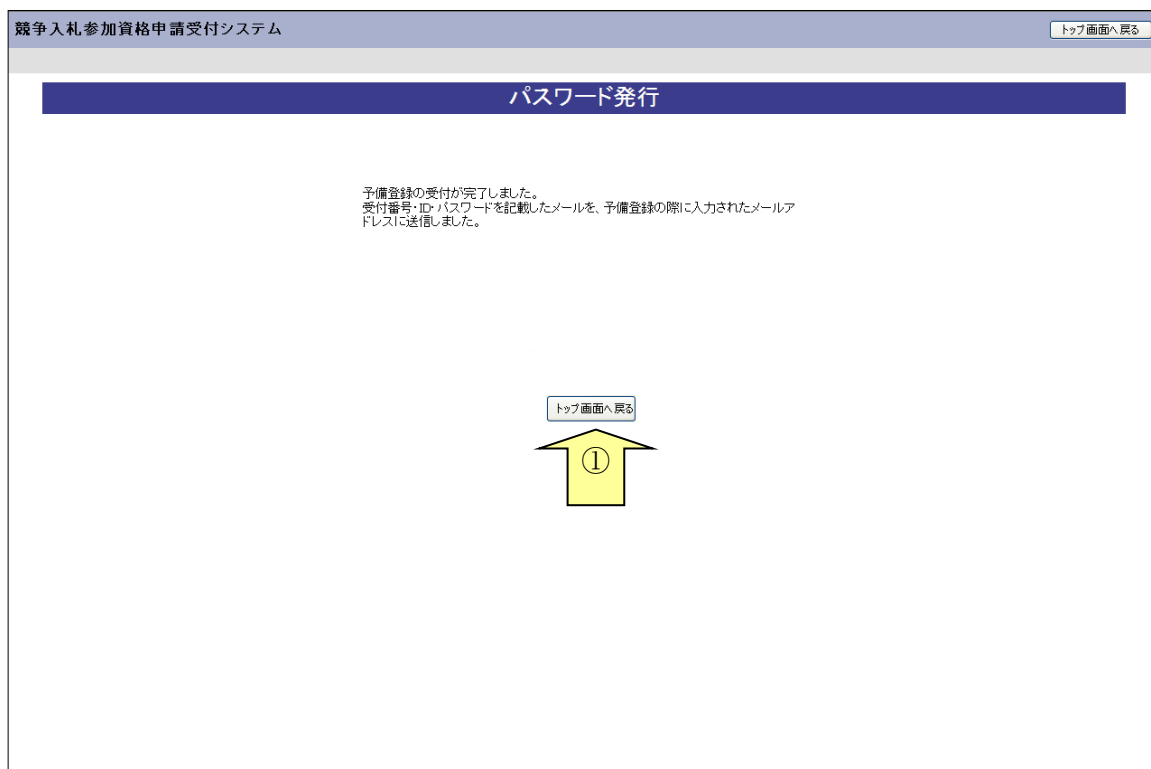 競争入札参加資格申請受付システム
トップ画面へ戻る
パスワード発行
予備登録の受付が完了しました。
受付番号・ID・パスワードを記載したメールを、予備登録の際に入力されたメールア
ドレスに送信しました。
トップ画面へ戻る
①